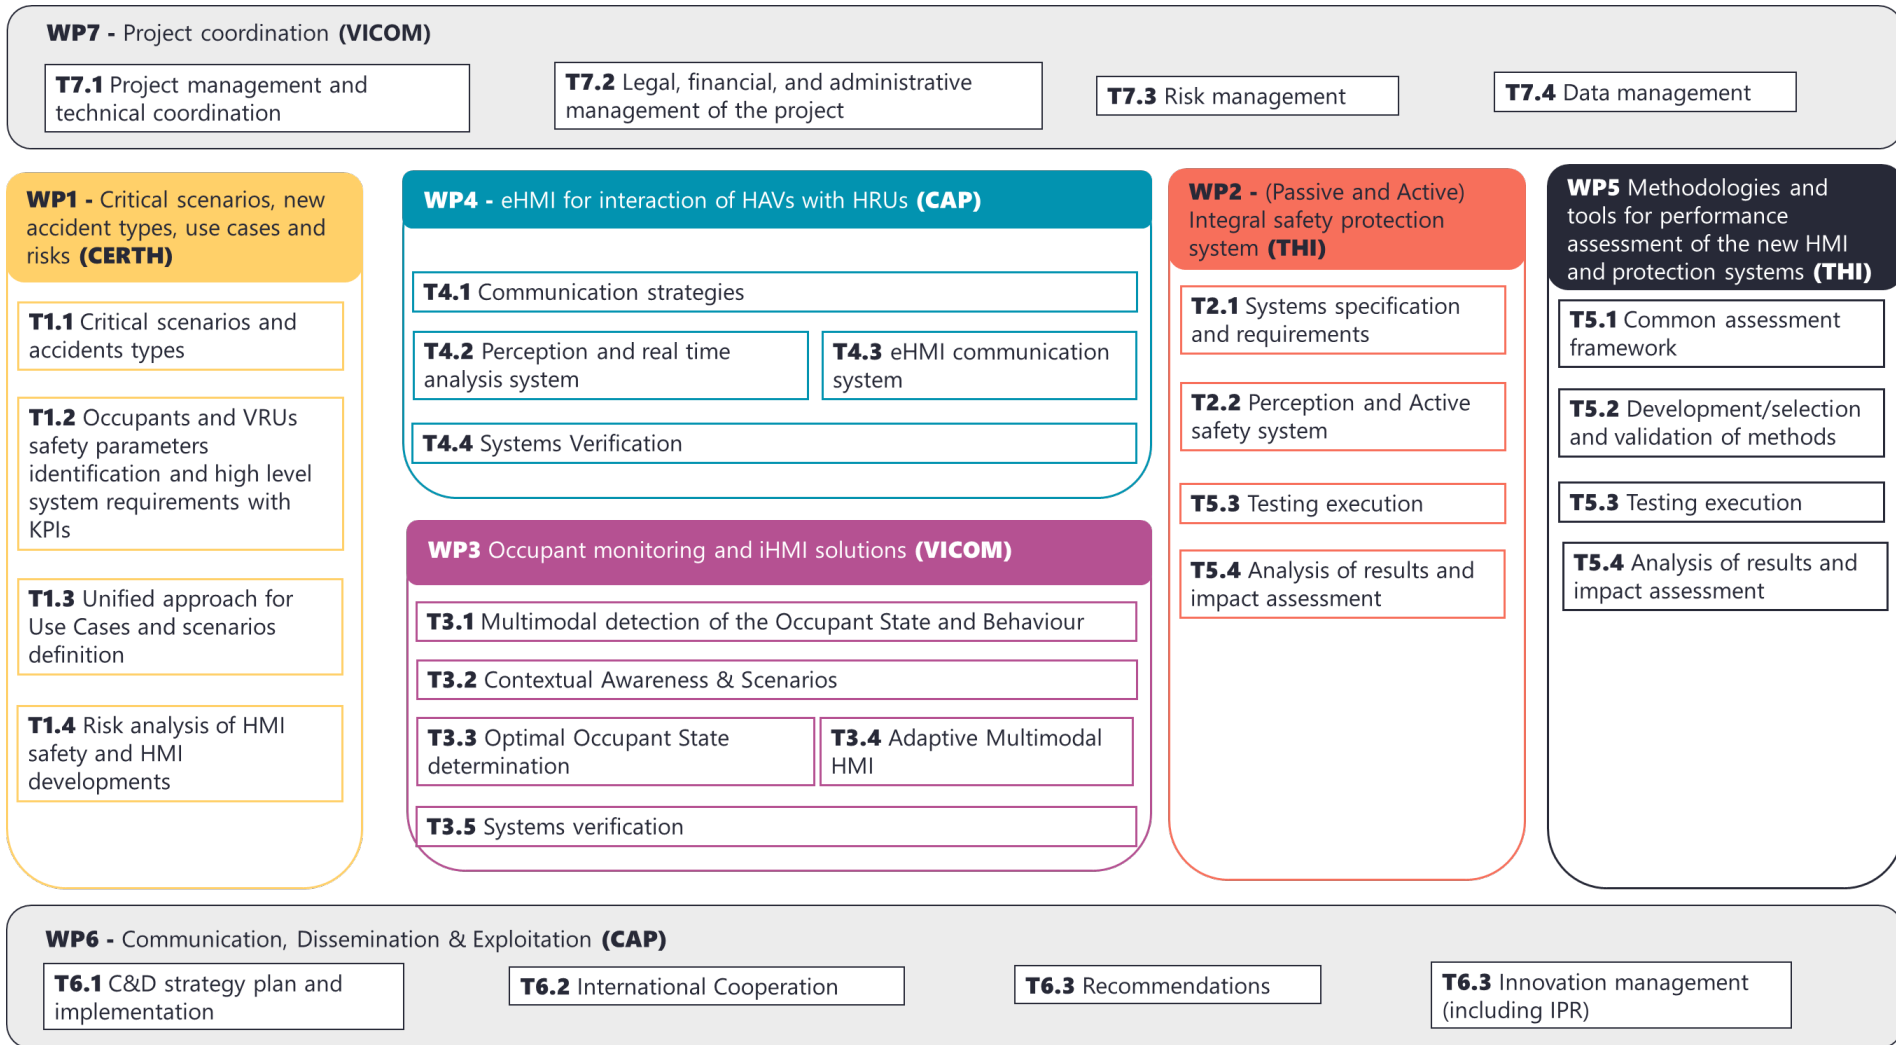 WP7 - Project coordination (VICOM)
T7.1 Project management and
technical coordination
T7.2 Legal, financial, and administrative
management of the project
T7.3 Risk management
T7.4 Data management
WP1 - Critical scenarios, new
accident types, use cases and
risks (CERTH)
T1.1 Critical scenarios and
accidents types
T1.2 Occupants and VRUs
safety parameters
identification and high level
system requirements with
KPIs
T1.3 Unified approach for
Use Cases and scenarios
definition
T1.4 Risk analysis of HMI
safety and HMI
developments
WP4 - eHMI for interaction of HAVs with HRUs (CAP)
T4.1 Communication strategies
T4.2 Perception and real time
analysis system
T4.3 eHMI communication
system
T4.4 Systems Verification
WP3 Occupant monitoring and iHMI solutions (VICOM)
T3.1 Multimodal detection of the Occupant State and Behaviour
T3.2 Contextual Awareness & Scenarios
T3.3 Optimal Occupant State
determination
T3.4 Adaptive Multimodal
HMI
T3.5 Systems verification
WP2 - (Passive and Active)
Integral safety protection
system (THI)
T2.1 Systems specification
and requirements
T2.2 Perception and Active
safety system
T5.3 Testing execution
T5.4 Analysis of results and
impact assessment
WP5 Methodologies and
tools for performance
assessment of the new HMI
and protection systems (THI)
T5.1 Common assessment
framework
T5.2 Development/selection
and validation of methods
T5.3 Testing execution
T5.4 Analysis of results and
impact assessment
WP6 - Communication, Dissemination & Exploitation (CAP)
T6.1 C&D strategy plan and
implementation
T6.2 International Cooperation
T6.3 Recommendations
T6.3 Innovation management
(including IPR)